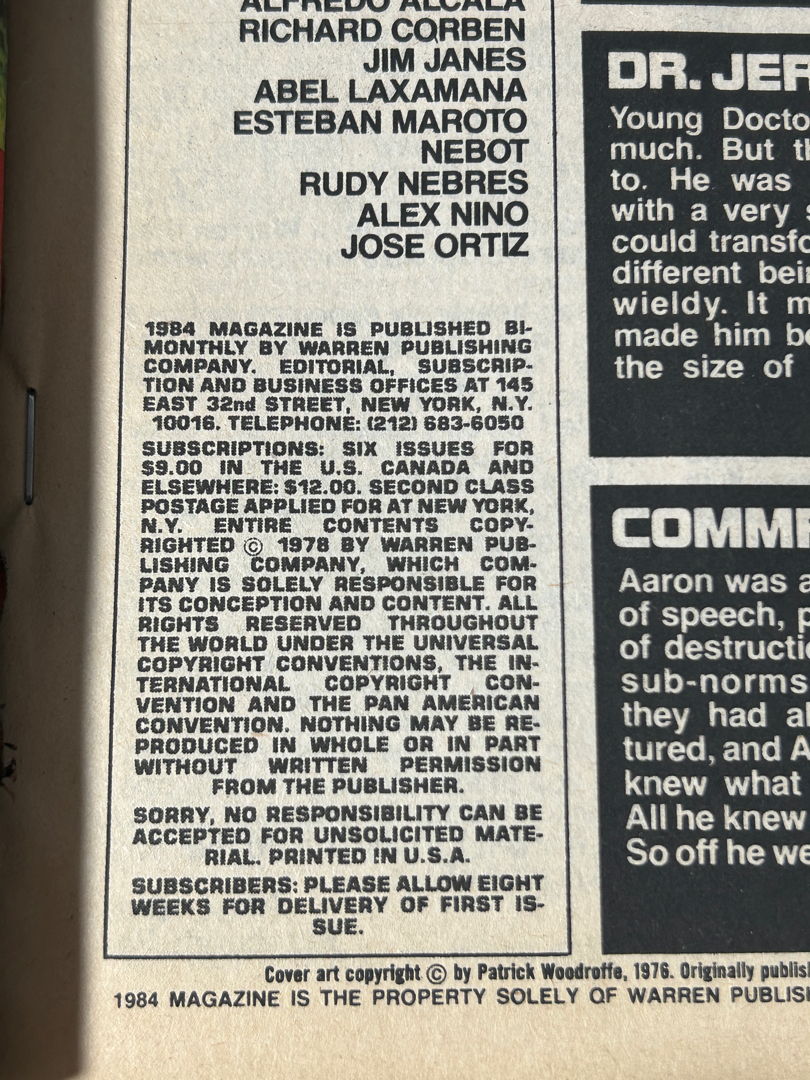 ALFREDO ALCALA
RICHARD CORBEN
JIM JANES
ABEL LAXAMANA
ESTEBAN MAROTO
NEBOT
RUDY NEBRES
ALEX NINO
JOSE ORTIZ
1984 MAGAZINE IS PUBLISHED BI-
MONTHLY BY WARREN PUBLISHING
COMPANY. EDITORIAL, SUBSCRIP-
TION AND BUSINESS OFFICES AT 145
EAST 32nd STREET, NEW YORK, N.Y.
10016. TELEPHONE: (212) 683-6050
SUBSCRIPTIONS: SIX ISSUES FOR
$9.00 IN THE U.S. CANADA AND
ELSEWHERE: $12.00. SECOND CLASS
POSTAGE APPLIED FOR AT NEW YORK,
N.Y. ENTIRE CONTENTS COPY-
RIGHTED © 1978 BY WARREN PUB-
LISHING COMPANY, WHICH COM-
PANY IS SOLELY RESPONSIBLE FOR
ITS CONCEPTION AND CONTENT. ALL
RIGHTS RESERVED THROUGHOUT
THE WORLD UNDER THE UNIVERSAL
COPYRIGHT CONVENTIONS, THE IN-
TERNATIONAL COPYRIGHT CON-
VENTION AND THE PAN AMERICAN
CONVENTION. NOTHING MAY BE RE-
PRODUCED IN WHOLE OR IN PART
WITHOUT WRITTEN PERMISSION
FROM THE PUBLISHER.
SORRY, NO RESPONSIBILITY CAN BE
ACCEPTED FOR UNSOLICITED MATE-
RIAL. PRINTED IN U.S.A.
SUBSCRIBERS: PLEASE ALLOW EIGHT
WEEKS FOR DELIVERY OF FIRST IS-
SUE.
DR.
Young
much. But
to. He was
with a very
could
different
wieldy. It
made him
the size of
Aaron was
of speech,
of
sub-norms
they had
tured, and
knew what
All he knew
So off he
Cover art copyright © by Patrick Woodroffe, 1976. Originally
1984 MAGAZINE IS THE PROPERTY SOLELY OF WARREN